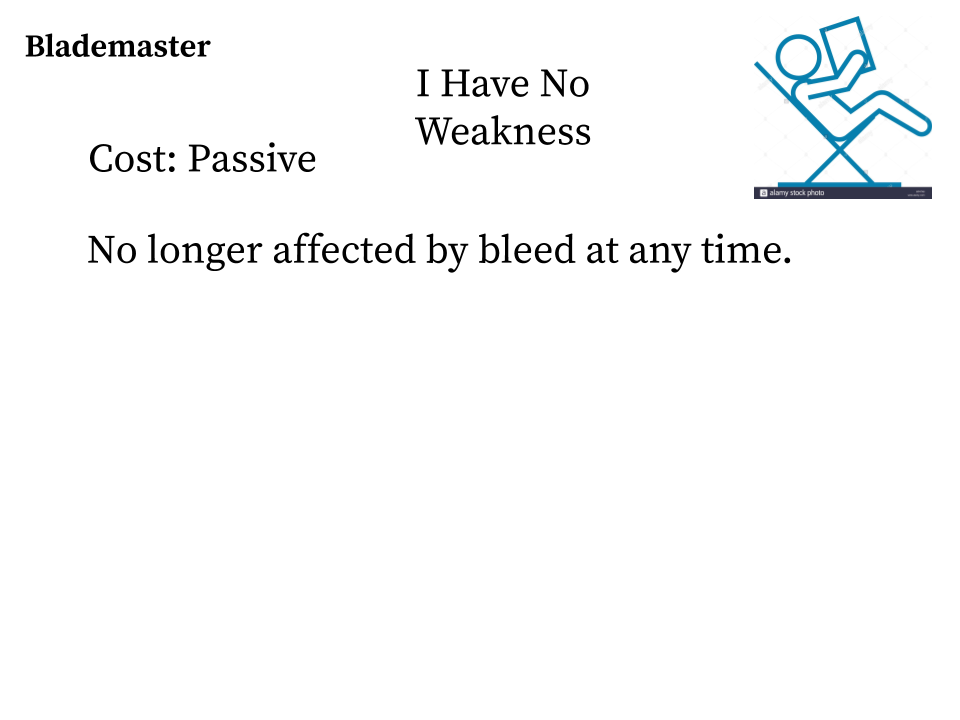 Blademaster
I Have No
Weakness
Cost: Passive
No longer affected by bleed at any time.
alamy stock photo